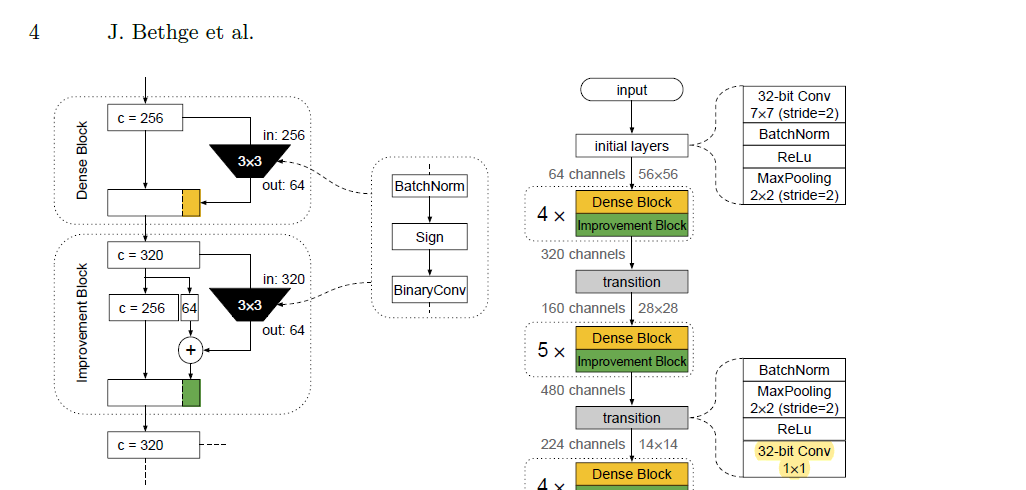 4 J. Bethge et al.
Dense Block
c = 256
in: 256
3×3
out: 64
Improvement Block
c = 320
in: 320
c = 256
64
3×3
out: 64
+
c = 320
BatchNorm
Sign
BinaryConv
input
initial layers
64 channels 56×56
4 ×
Dense Block
Improvement Block
320 channels
transition
160 channels 28×28
5 ×
Dense Block
Improvement Block
480 channels
transition
224 channels 14×14
4 ×
Dense Block
32-bit Conv
7×7 (stride=2)
BatchNorm
ReLu
MaxPooling
2×2 (stride=2)
BatchNorm
MaxPooling
2×2 (stride=2)
ReLu
32-bit Conv
1×1